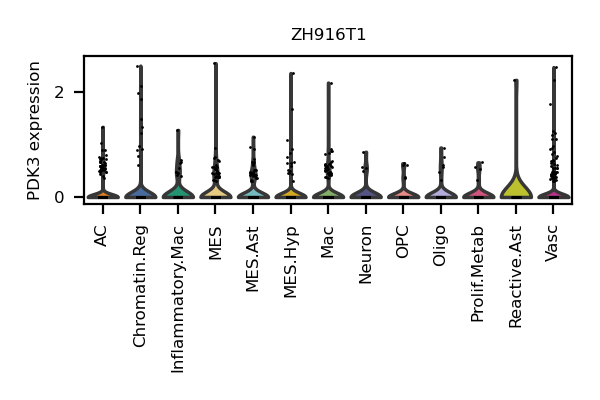 ZH916T1
PDK3 expression
2
0
AC
Chromatin.Reg
Inflammatory.Mac
MES
MES.Ast
MES.Hyp
Mac
Neuron
OPC
Oligo
Prolif.Metab
Reactive.Ast
Vasc